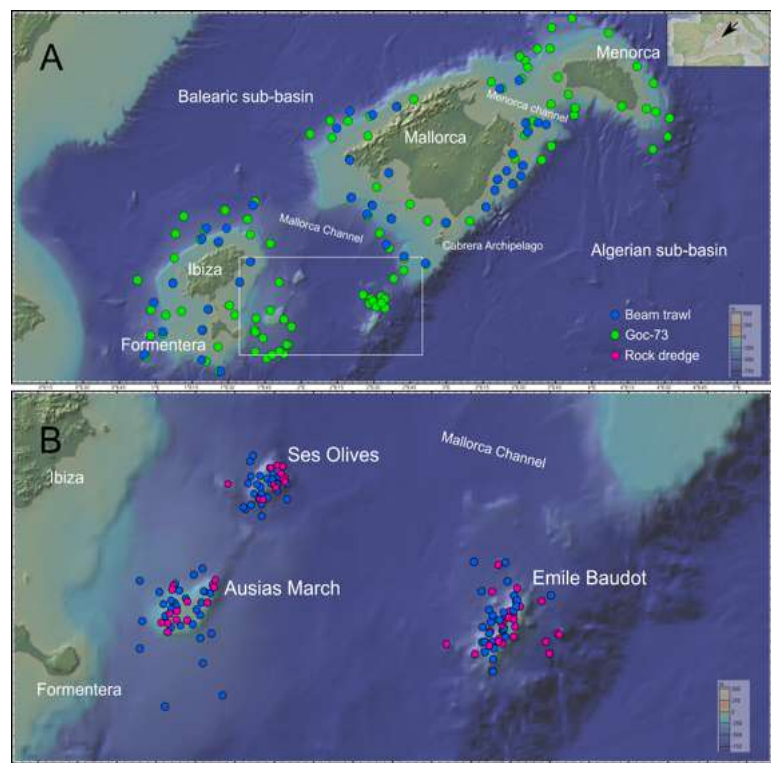 A
Menorca
Balearic sub-basin
Menorca channel
Mallorca
Mallorca Channel
Cabrera Archipelago
Algerian sub-basin
Ibiza
Formentera
Beam trawl
Goc-73
Rock dredge
B
Ses Olives
Mallorca Channel
Ibiza
Ausias March
Emile Baudot
Formentera